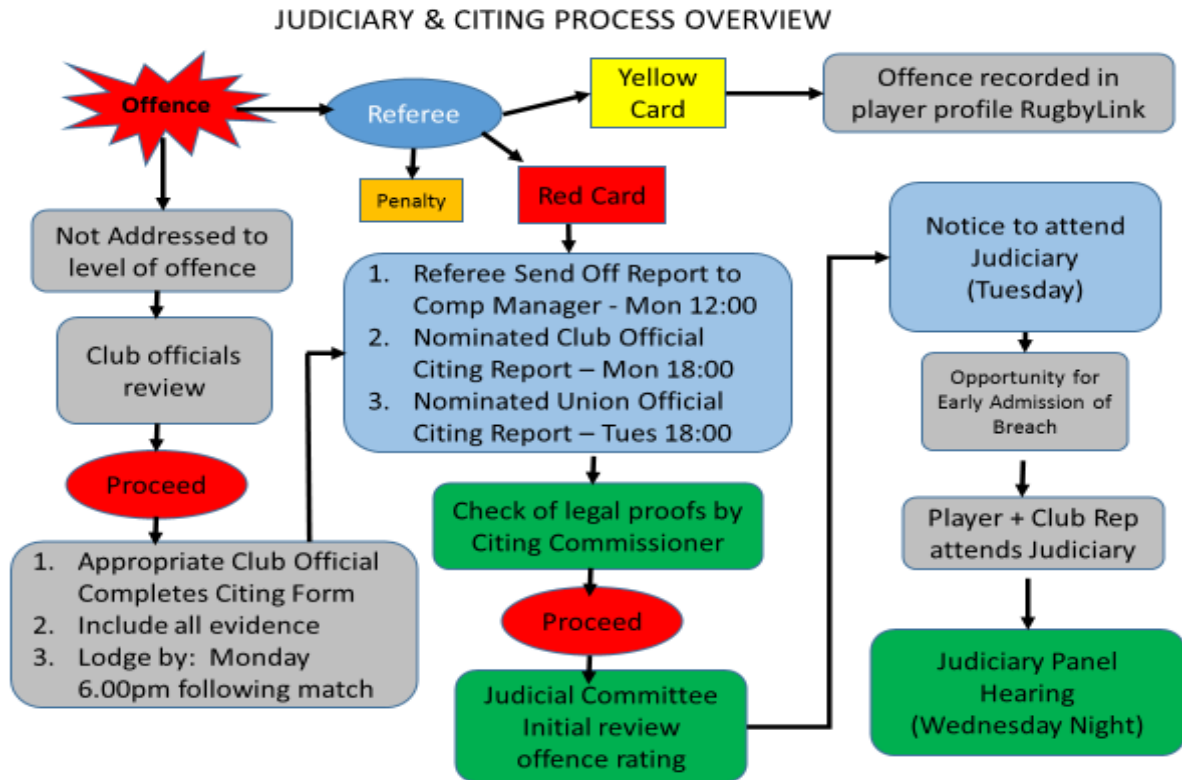 JUDICIARY & CITING PROCESS OVERVIEW
Offence
Referee
Yellow
Card
Offence recorded in
player profile RugbyLink
Penalty
Red Card
Not Addressed to
level of offence
Club officials
review
Proceed
1. Appropriate Club Official
Completes Citing Form
2. Include all evidence
3. Lodge by: Monday
6.00pm following match
1. Referee Send Off Report to
Comp Manager - Mon 12:00
2. Nominated Club Official
Citing Report – Mon 18:00
3. Nominated Union Official
Citing Report – Tues 18:00
Check of legal proofs by
Citing Commissioner
Proceed
Judicial Committee
Initial review
offence rating
Notice to attend
Judiciary
(Tuesday)
Opportunity for
Early Admission of
Breach
Player + Club Rep
attends Judiciary
Judiciary Panel
Hearing
(Wednesday Night)